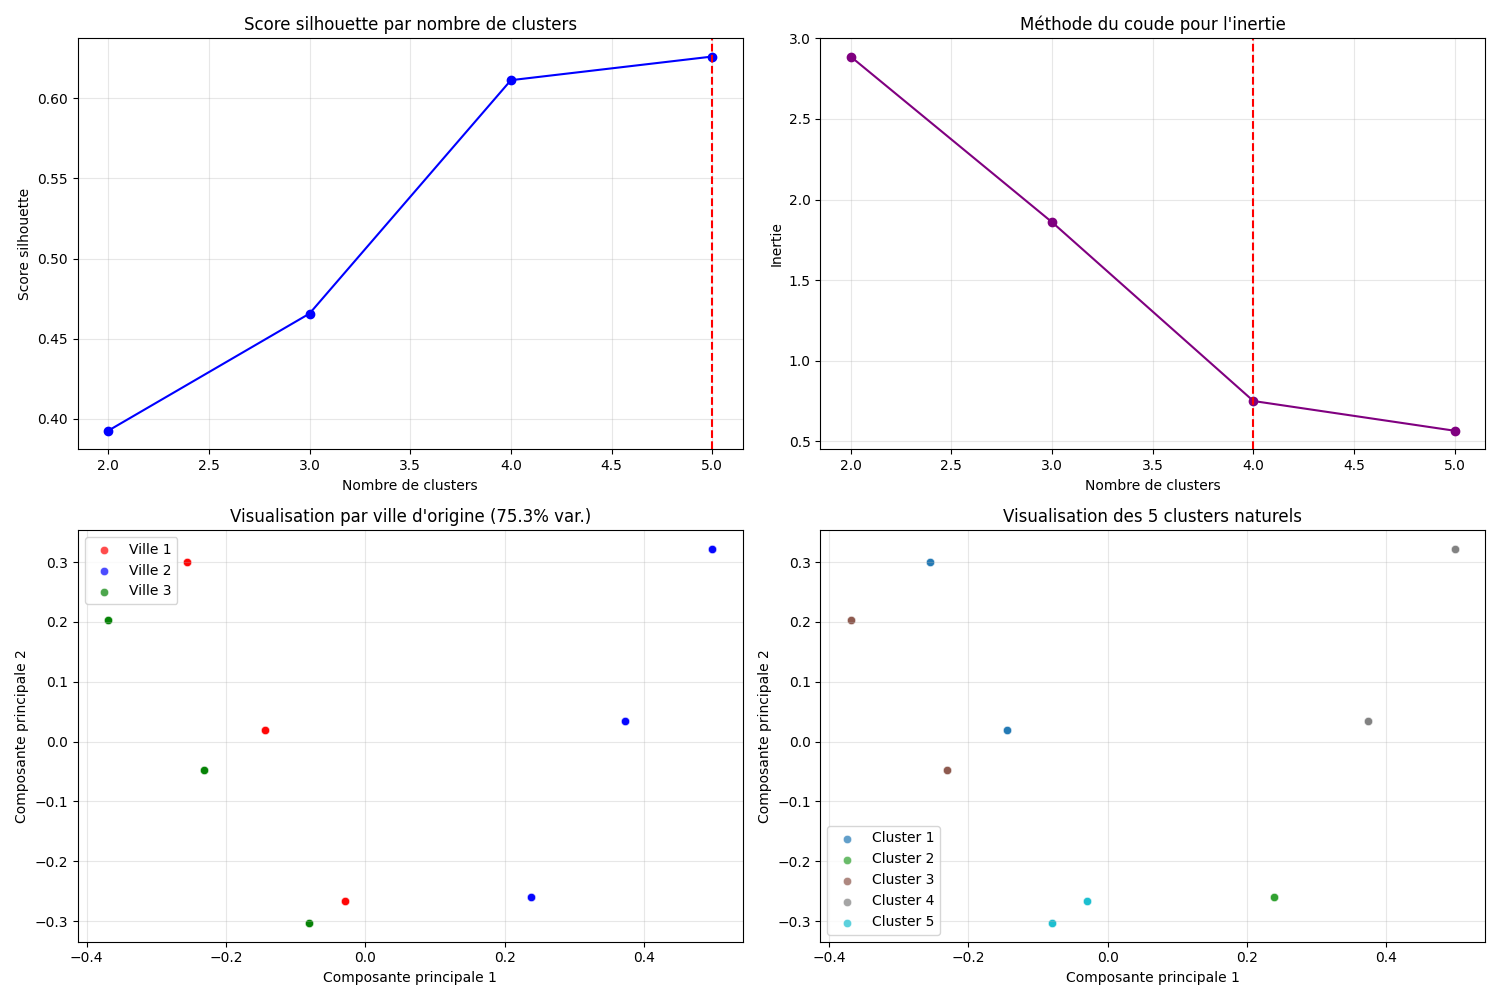 Score silhouette par nombre de clusters
Score silhouette
0.60
0.55
0.50
0.45
0.40
2.0 2.5 3.0 3.5 4.0 4.5 5.0
Nombre de clusters
Méthode du coude pour l'inertie
Inertie
3.0
2.5
2.0
1.5
1.0
0.5
2.0 2.5 3.0 3.5 4.0 4.5 5.0
Nombre de clusters
Visualisation par ville d'origine (75.3% var.)
Ville 1
Ville 2
Ville 3
Composante principale 2
0.3
0.2
0.1
0.0
−0.1
−0.2
−0.3
−0.4 −0.2 0.0 0.2 0.4
Composante principale 1
Visualisation des 5 clusters naturels
Composante principale 2
0.3
0.2
0.1
0.0
−0.1
−0.2
−0.3
Cluster 1
Cluster 2
Cluster 3
Cluster 4
Cluster 5
−0.4 −0.2 0.0 0.2 0.4
Composante principale 1